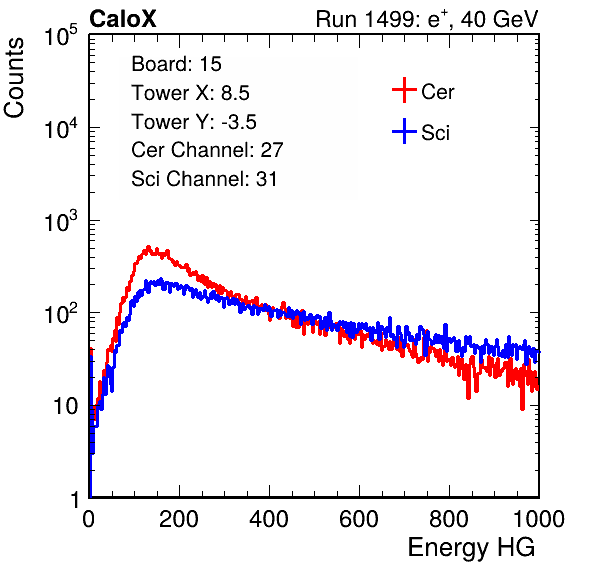 CaloX Run 1499: e⁺, 40 GeV
Counts
Board: 15
Tower X: 8.5
Tower Y: -3.5
Cer Channel: 27
Sci Channel: 31
Cer
Sci
10⁵
10⁴
10³
10²
10
1
0 200 400 600 800 1000
Energy HG